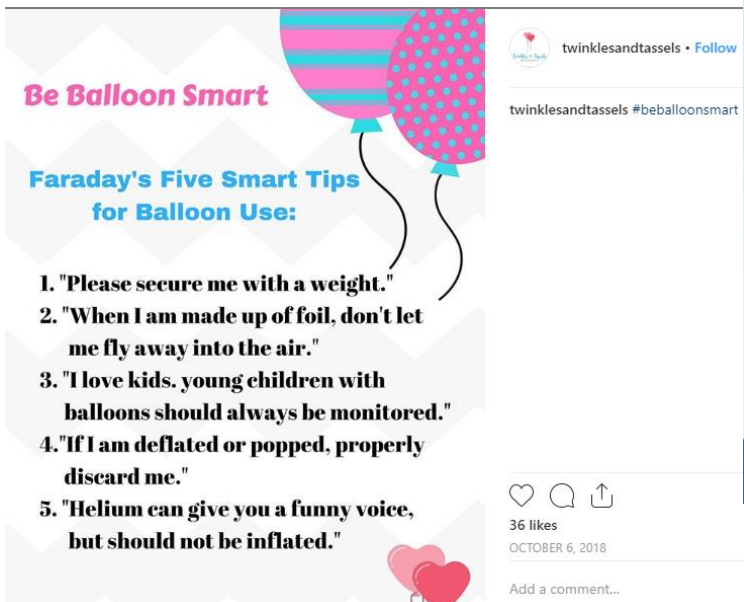 Be Balloon Smart
Faraday's Five Smart Tips
for Balloon Use:
1. "Please secure me with a weight."
2. "When I am made up of foil, don't let
me fly away into the air."
3. "I love kids. young children with
balloons should always be monitored."
4."If I am deflated or popped, properly
discard me."
5. "Helium can give you a funny voice,
but should not be inflated."
twinklesandtassels • Follow
twinklesandtassels #beballoonsmart
36 likes
OCTOBER 6, 2018
Add a comment...